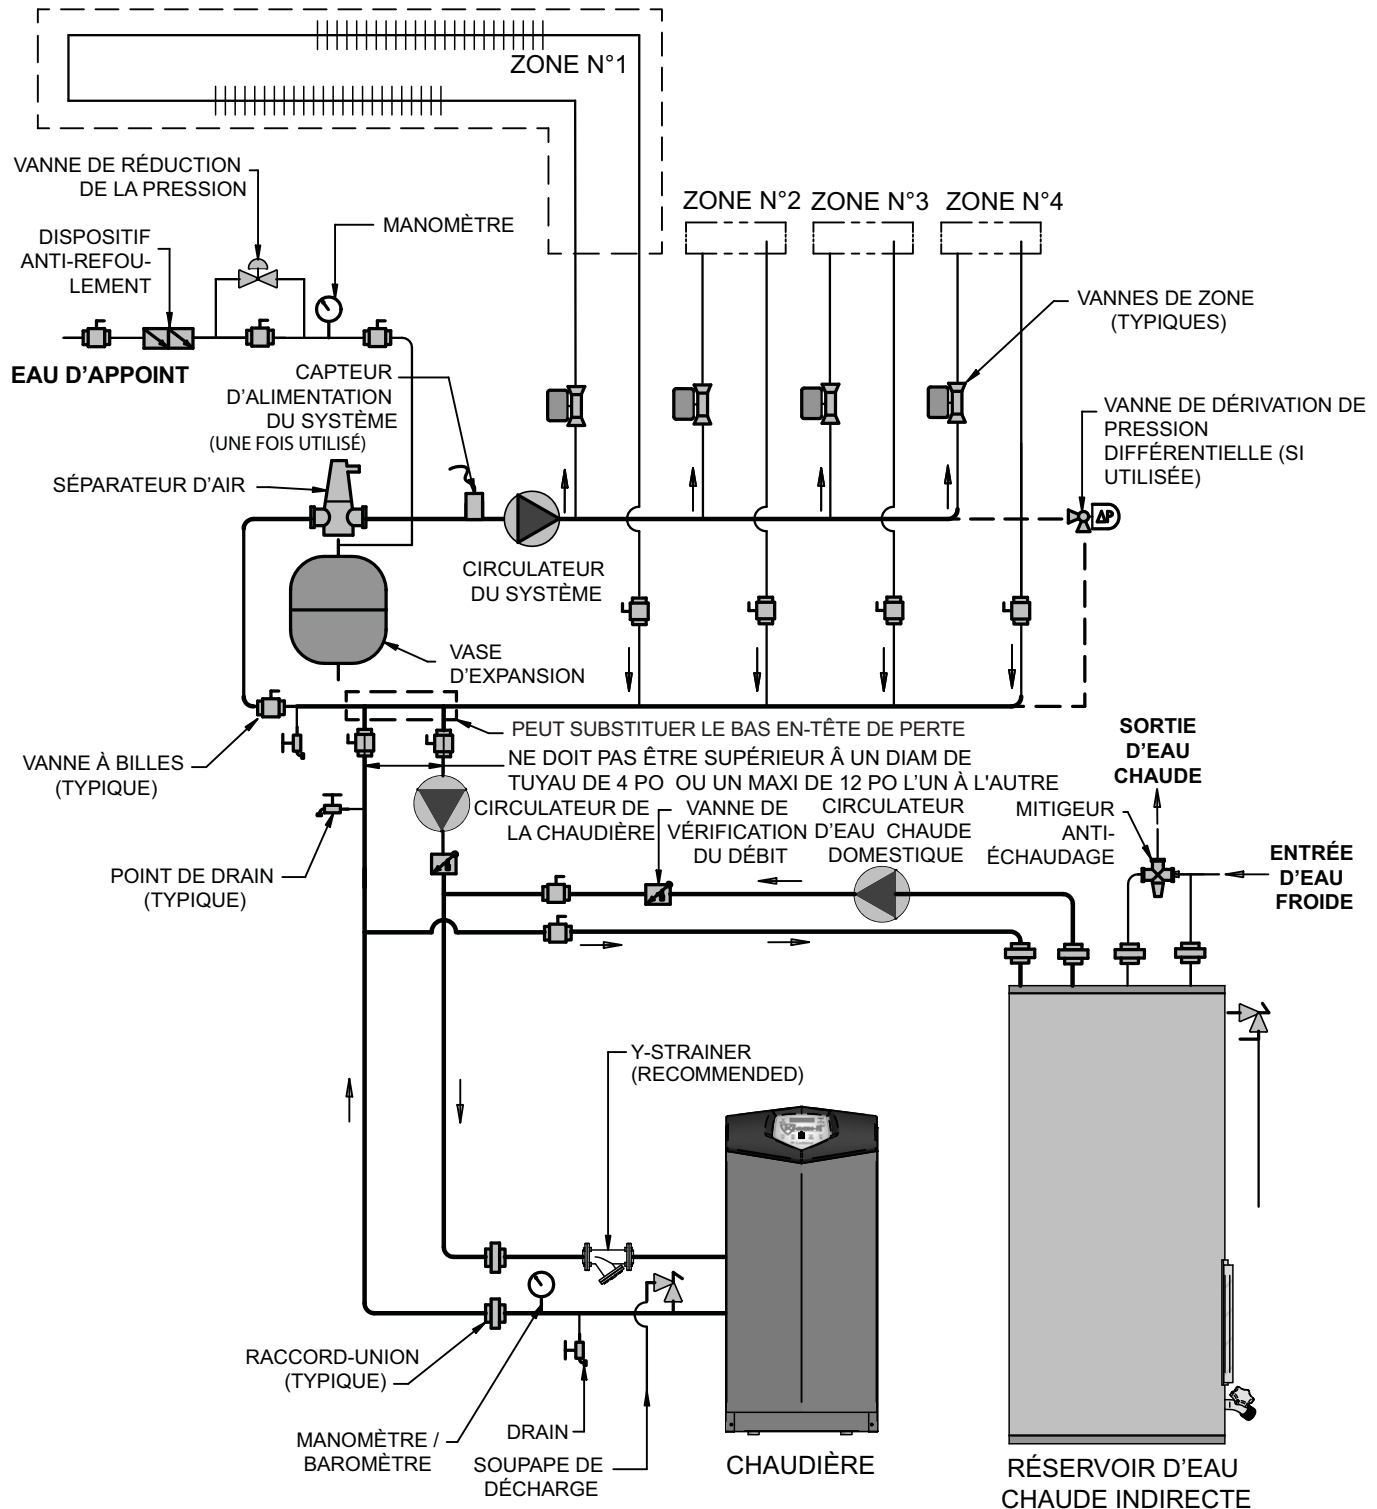 ZONE N°1
VANNE DE RÉDUCTION
DE LA PRESSION
MANOMÈTRE
DISPOSITIF
ANTI-REFOU-
LEMENT
EAU D'APPOINT
ZONE N°2
ZONE N°3
ZONE N°4
VANNES DE ZONE
(TYPIQUES)
CAPTEUR
D'ALIMENTATION
DU SYSTÈME
(UNE FOIS UTILISÉ)
VANNE DE DÉRIVATION DE
PRESSION
DIFFÉRENTIELLE (SI
UTILISÉE)
ΔP
SÉPARATEUR D'AIR
CIRCULATEUR
DU SYSTÈME
VASE
D'EXPANSION
PEUT SUBSTITUER LE BAS EN-TÊTE DE PERTE
NE DOIT PAS ÊTRE SUPÉRIEUR Â UN DIAM DE
TUYAU DE 4 PO OU UN MAXI DE 12 PO L'UN À L'AUTRE
VANNE À BILLES
(TYPIQUE)
SORTIE
D'EAU
CHAUDE
CIRCULATEUR DE
LA CHAUDIÈRE
VANNE DE
VÉRIFICATION
DU DÉBIT
CIRCULATEUR
D'EAU CHAUDE
DOMESTIQUE
MITIGEUR
ANTI-
ÉCHAUDAGE
ENTRÉE
D'EAU
FROIDE
POINT DE DRAIN
(TYPIQUE)
Y-STRAINER
(RECOMMENDED)
RACCORD-UNION
(TYPIQUE)
MANOMÈTRE /
BAROMÈTRE
DRAIN
SOUPAPE DE
DÉCHARGE
CHAUDIÈRE
RÉSERVOIR D'EAU
CHAUDE INDIRECTE